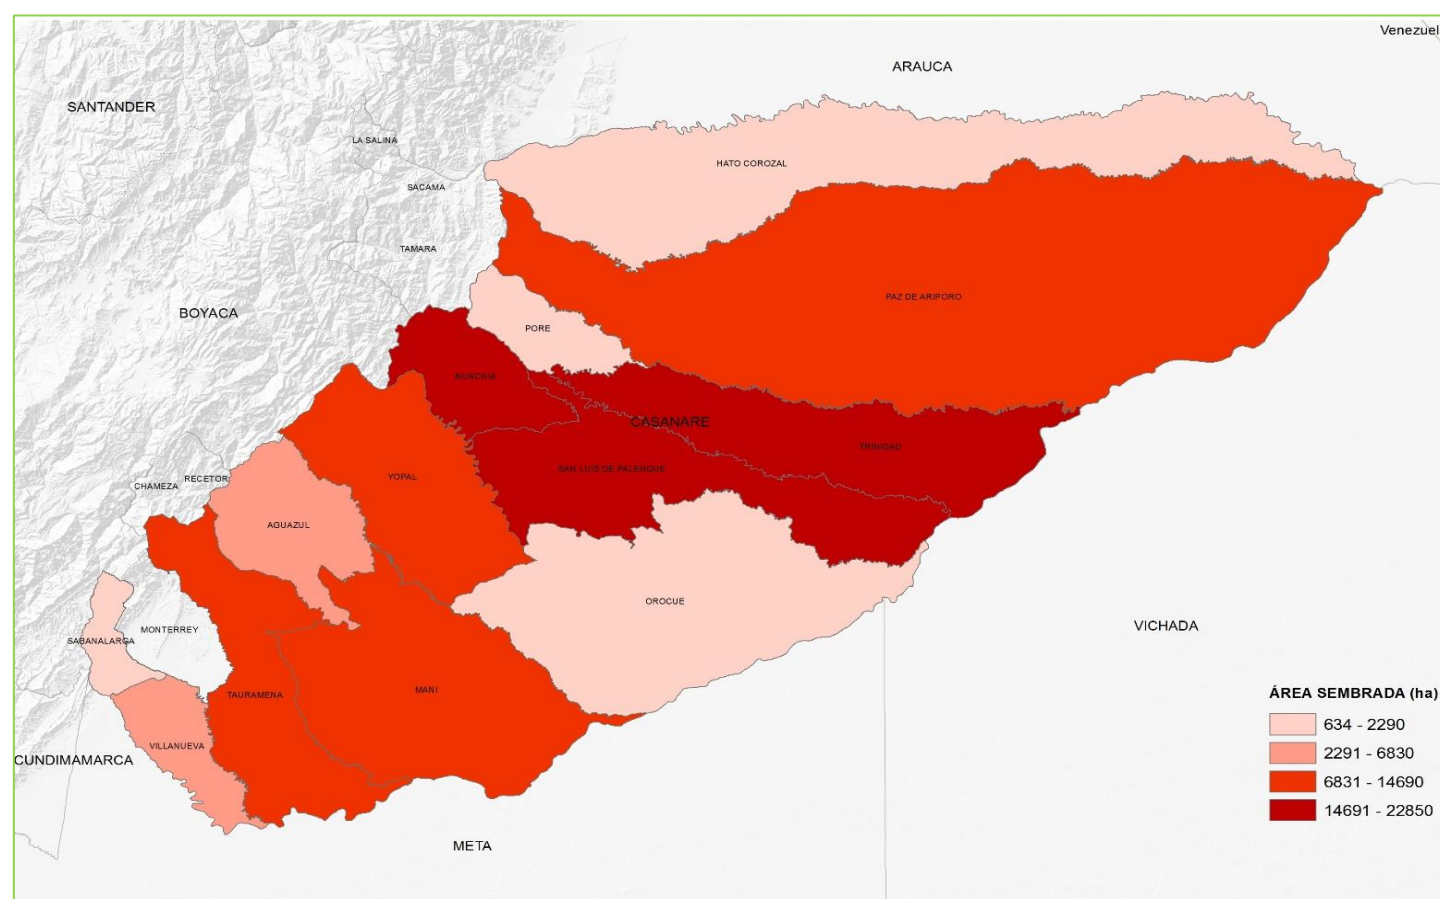 Venezuel
ARAUCA
SANTANDER
LA SALINA
HATO COROZAL
SACAMA
TAMARA
PAZ DE ARIPORO
BOYACA
PORE
NUNCHIA
CASANARE
TRINIDAD
SAN LUIS DE PALENQUE
YOPAL
RECETOR
CHAMEZA
AGUAZUL
OROCUE
VICHADA
MONTERREY
SABANALARGA
MANI
TAURAMENA
VILLANUEVA
CUNDIMAMARCA
META
ÁREA SEMBRADA (ha)
634 - 2290
2291 - 6830
6831 - 14690
14691 - 22850